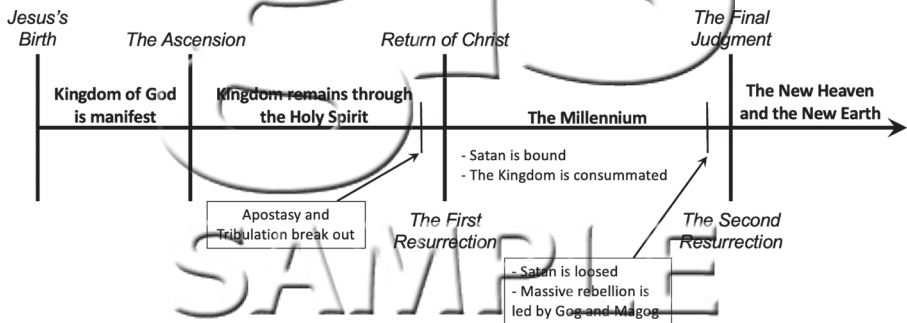 Jesus's
Birth
The Ascension
Return of Christ
The Final
Judgment
Kingdom of God
is manifest
Kingdom remains through
the Holy Spirit
The Millennium
The New Heaven
and the New Earth
- Satan is bound
- The Kingdom is consummated
Apostasy and
Tribulation break out
The First
Resurrection
The Second
Resurrection
- Satan is loosed
- Massive rebellion is
led by Gog and Magog
SAMPLE